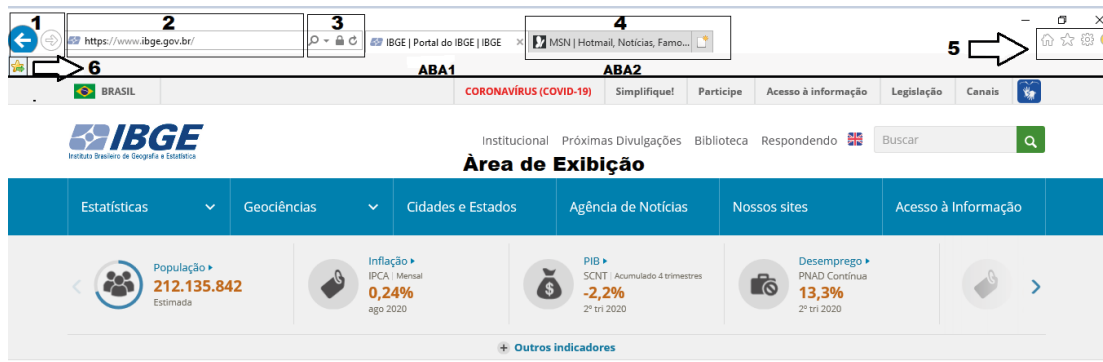 1
2
3
4
5
https://www.ibge.gov.br/
IBGE | Portal do IBGE | IBGE
MSN | Hotmail, Notícias, Famo...
6
ABA1
ABA2
BRASIL
CORONAVÍRUS (COVID-19) Simplifique! Participe Acesso à informação Legislação Canais
IBGE
Instituto Brasileiro de Geografia e Estatística
Institucional Próximas Divulgações Biblioteca Respondendo
Buscar
Àrea de Exibição
Estatísticas Geociências Cidades e Estados Agência de Notícias Nossos sites Acesso à Informação
População
212.135.842
Estimada
Inflação
IPCA | Mensal
0,24%
ago 2020
PIB
SCNT | Acumulado 4 trimestres
-2,2%
2º tri 2020
Desemprego
PNAD Contínua
13,3%
2º tri 2020
Outros indicadores